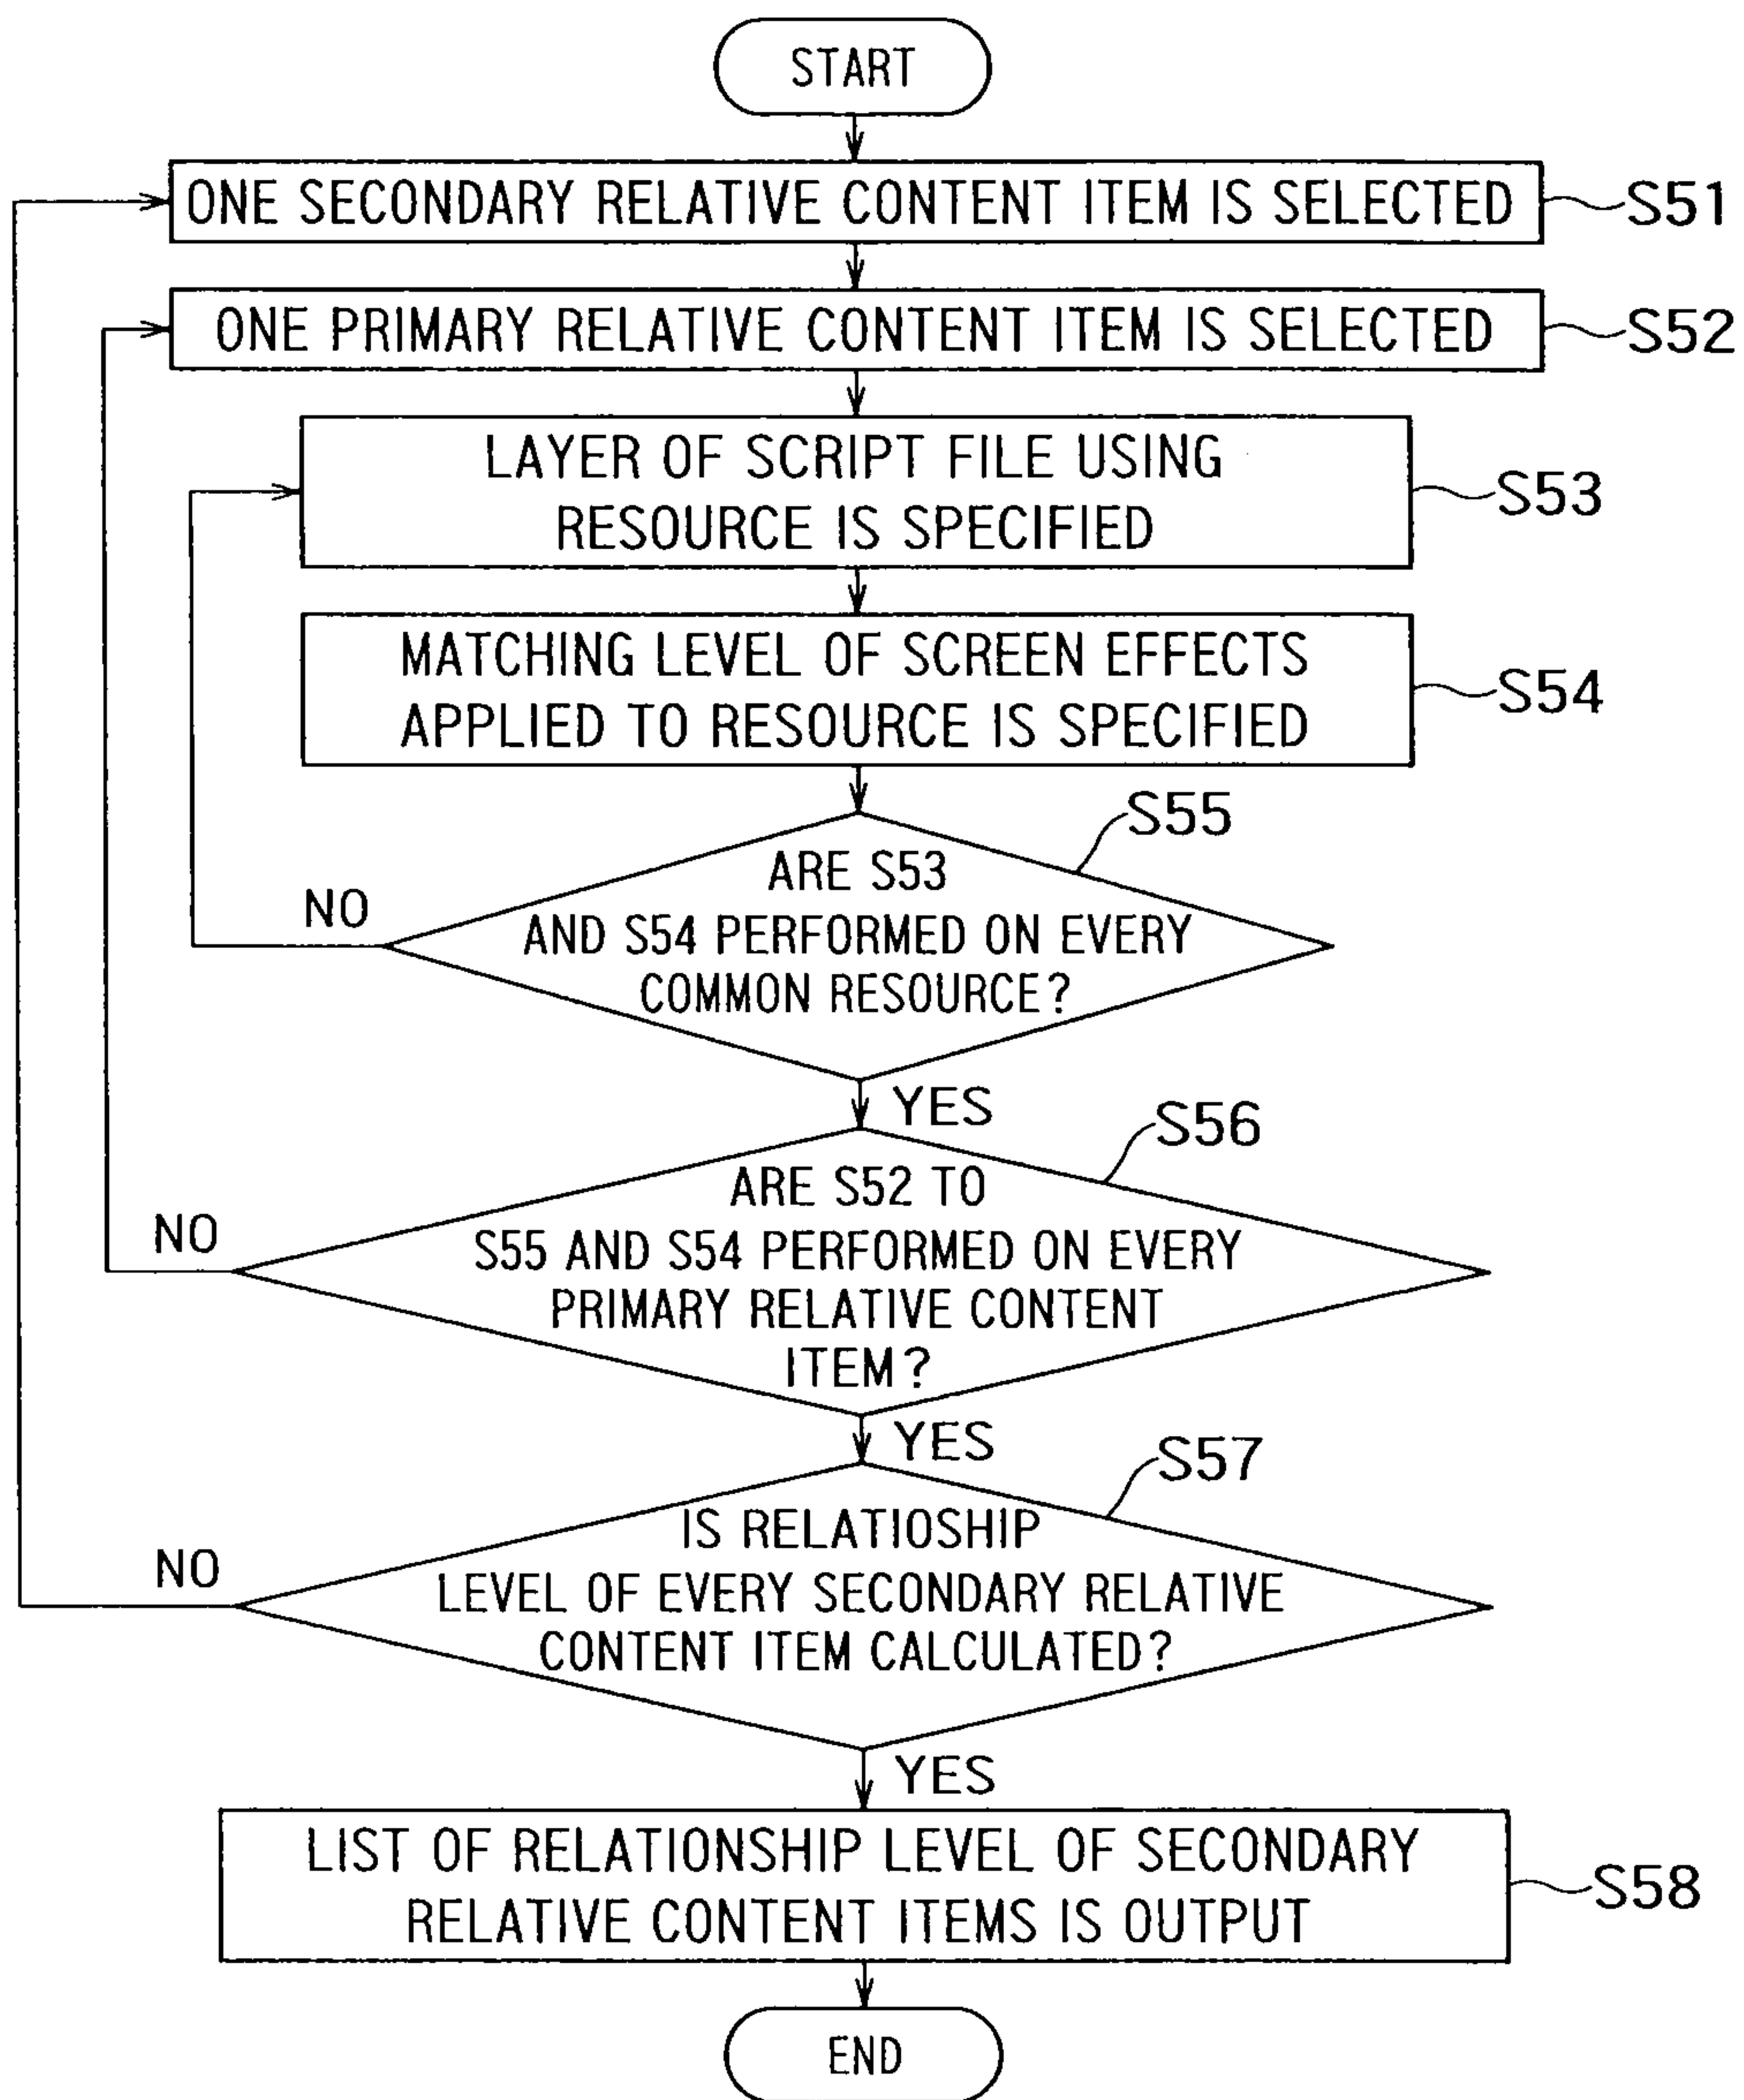 START
ONE SECONDARY RELATIVE CONTENT ITEM IS SELECTED
S51
ONE PRIMARY RELATIVE CONTENT ITEM IS SELECTED
S52
LAYER OF SCRIPT FILE USING
RESOURCE IS SPECIFIED
S53
MATCHING LEVEL OF SCREEN EFFECTS
APPLIED TO RESOURCE IS SPECIFIED
S54
S55
ARE S53
AND S54 PERFORMED ON EVERY
COMMON RESOURCE?
NO
YES
S56
ARE S52 TO
S55 AND S54 PERFORMED ON EVERY
PRIMARY RELATIVE CONTENT
ITEM?
NO
YES
S57
IS RELATIOSHIP
LEVEL OF EVERY SECONDARY RELATIVE
CONTENT ITEM CALCULATED?
NO
YES
LIST OF RELATIONSHIP LEVEL OF SECONDARY
RELATIVE CONTENT ITEMS IS OUTPUT
S58
END